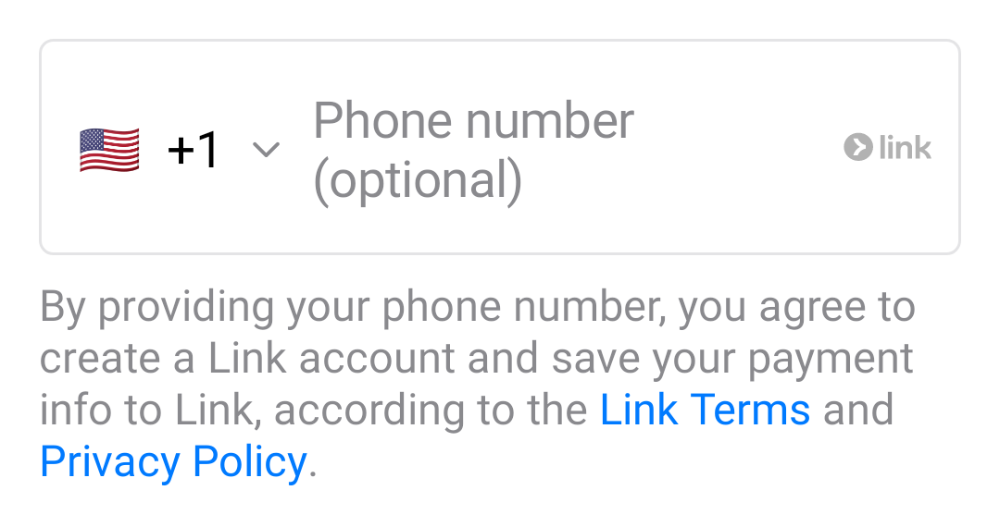 +1
Phone number
(optional)
link
By providing your phone number, you agree to
create a Link account and save your payment
info to Link, according to the Link Terms and
Privacy Policy.